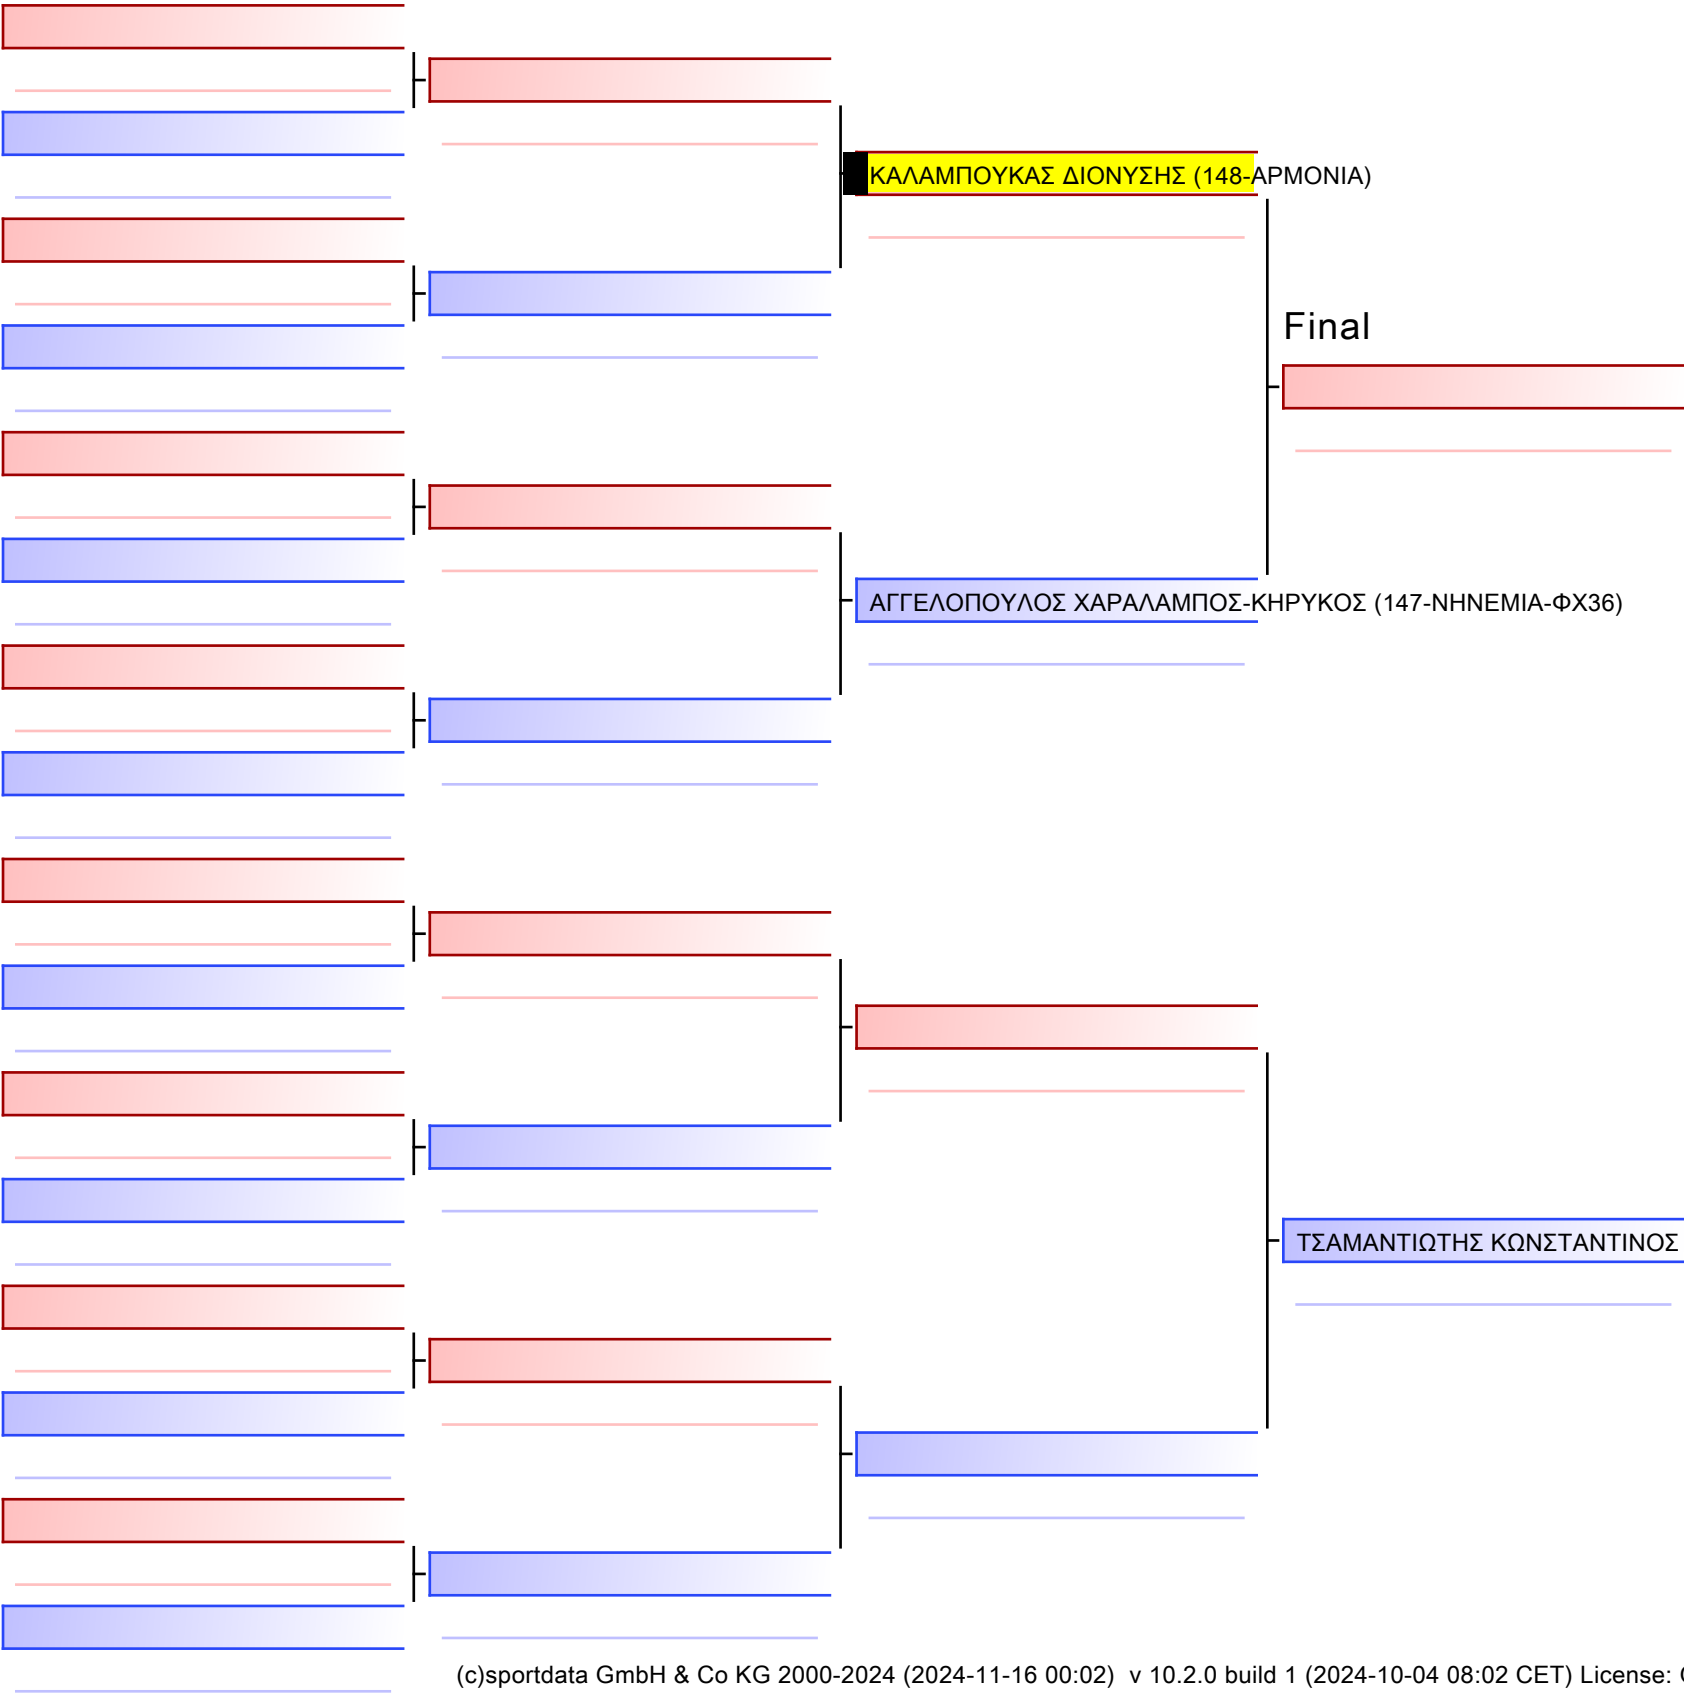 ΚΑΛΑΜΠΟΥΚΑΣ ΔΙΟΝΥΣΗΣ (148-ΑΡΜΟΝΙΑ)
Final
ΑΓΓΕΛΟΠΟΥΛΟΣ ΧΑΡΑΛΑΜΠΟΣ-ΚΗΡΥΚΟΣ (147-ΝΗΝΕΜΙΑ-ΦΧ36)
ΤΣΑΜΑΝΤΙΩΤΗΣ ΚΩΝΣΤΑΝΤΙΝΟΣ
(c)sportdata GmbH & Co KG 2000-2024 (2024-11-16 00:02) v 10.2.0 build 1 (2024-10-04 08:02 CET) License: